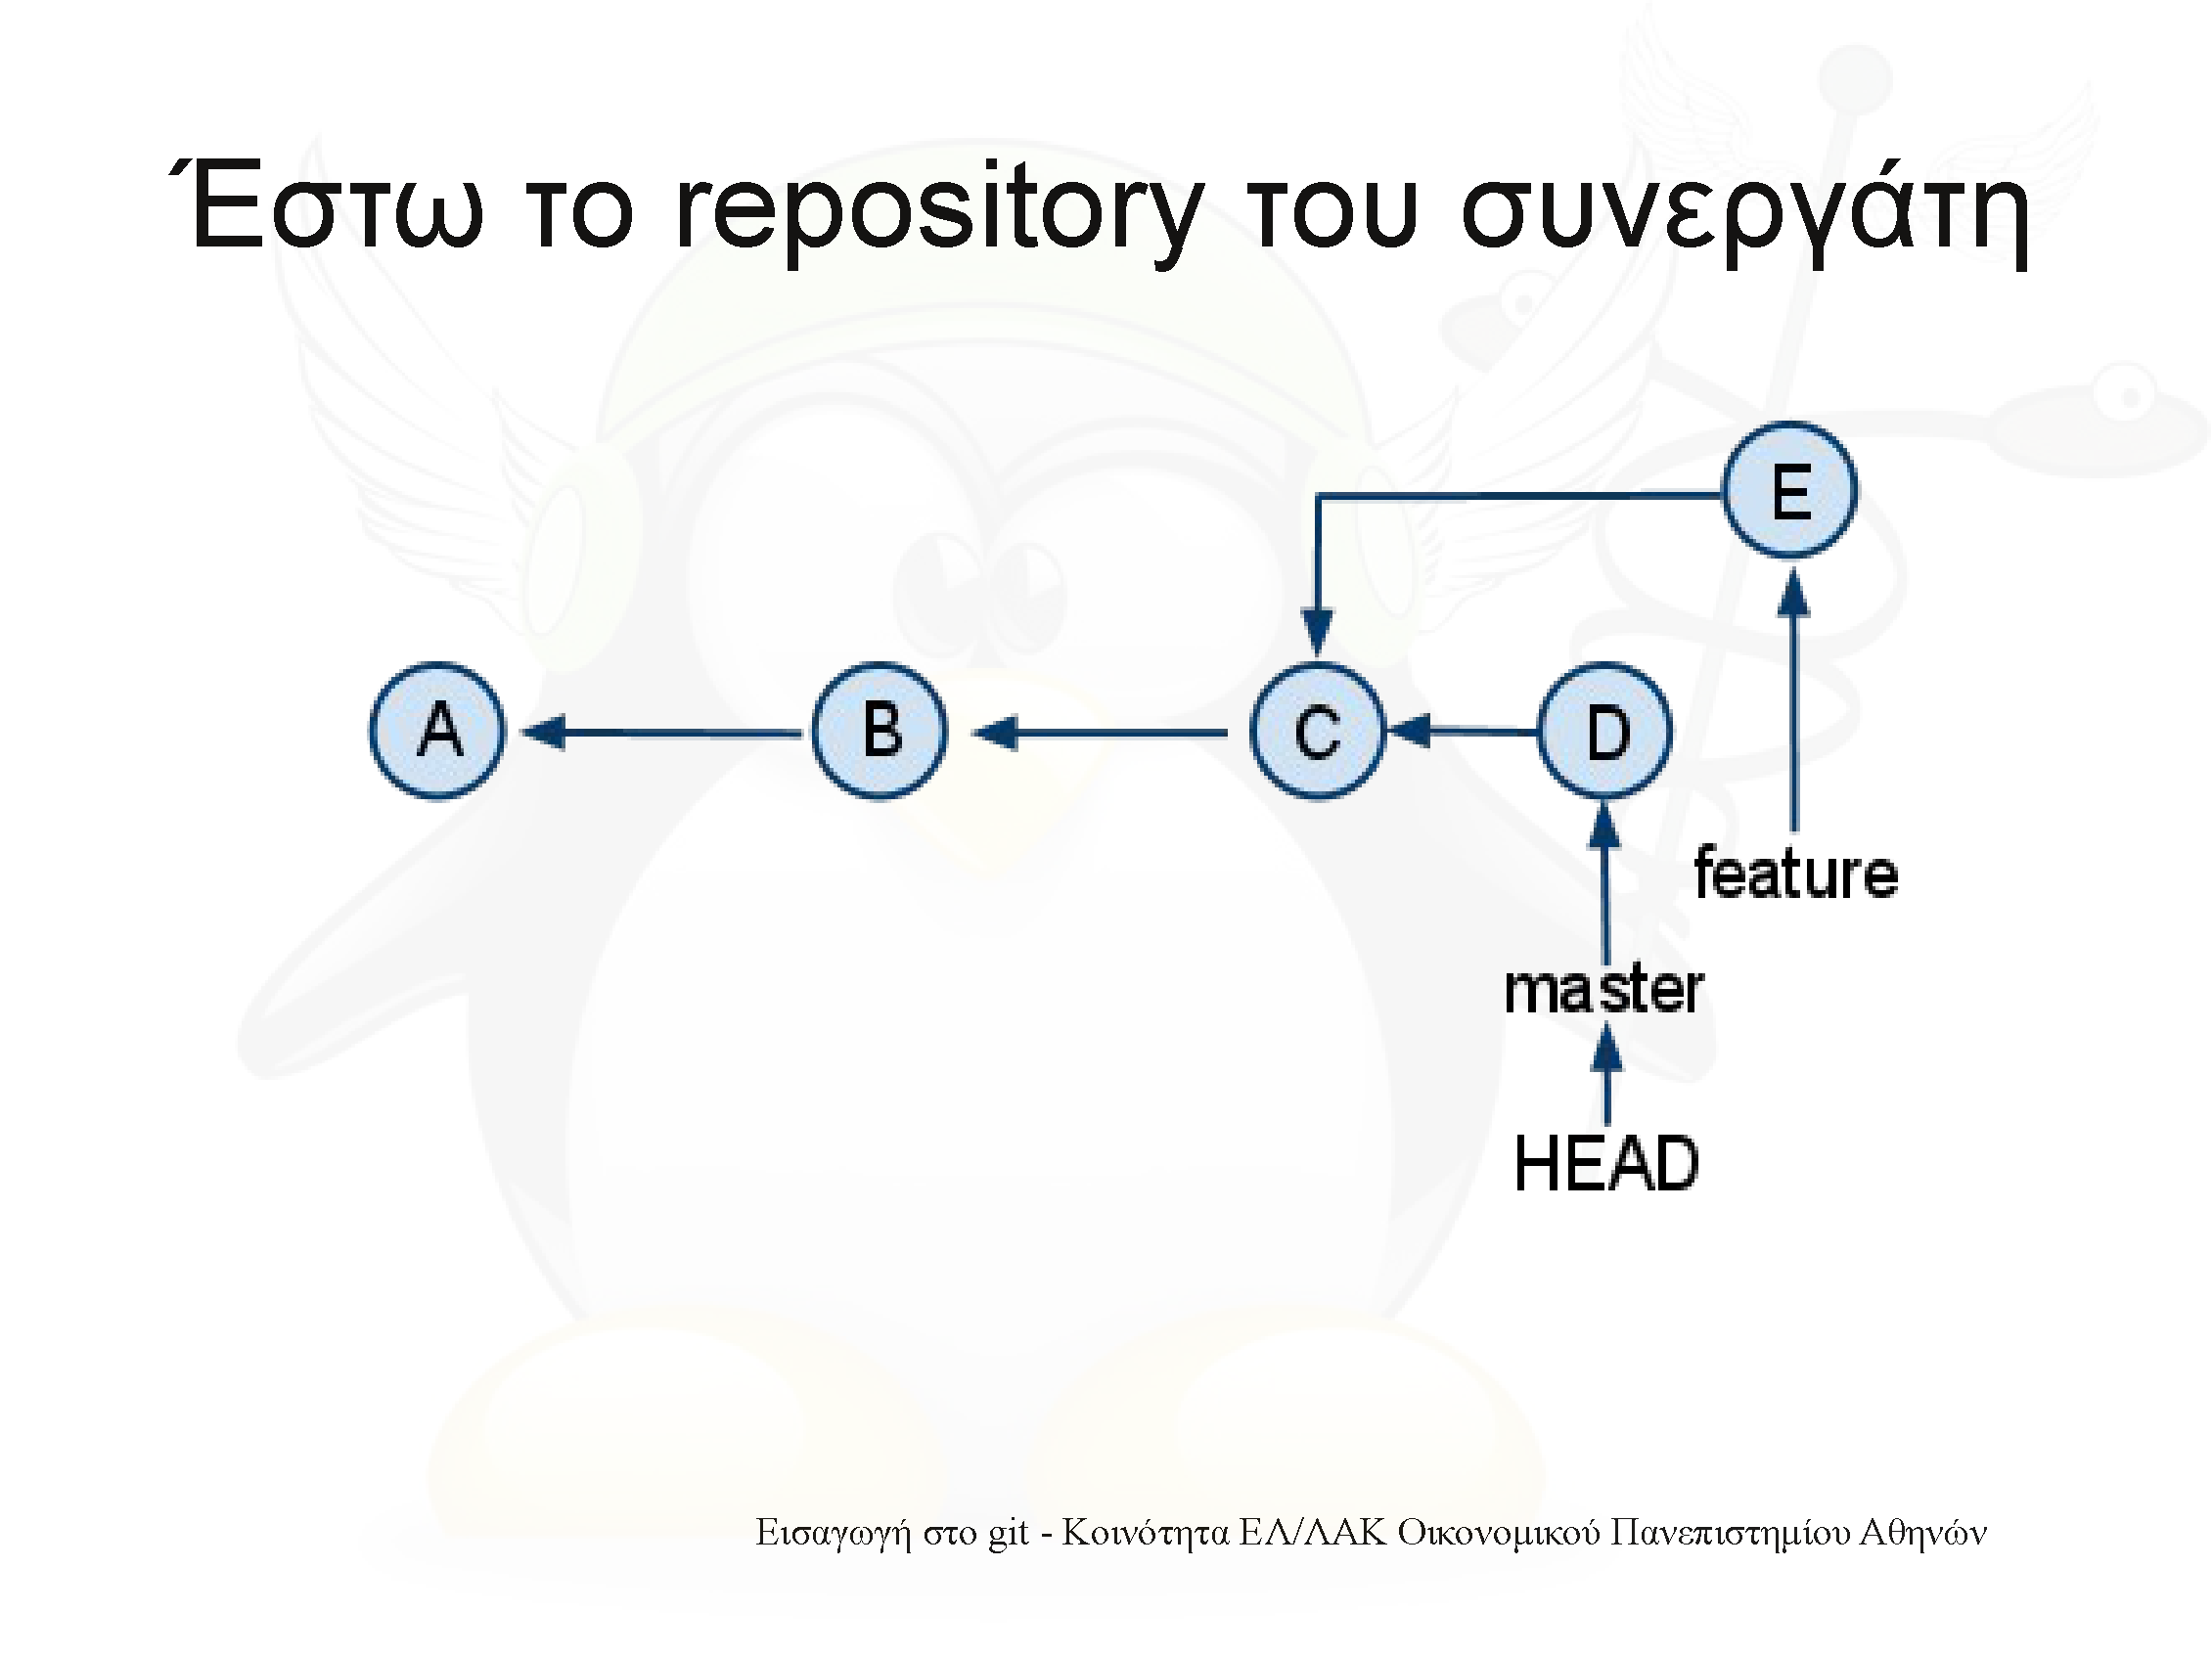 Έστω το repository του συνεργάτη
E
A B C D
feature
master
HEAD
Εισαγωγή στο git - Κοινότητα ΕΛ/ΛΑΚ Οικονομικού Πανεπιστημίου Αθηνών